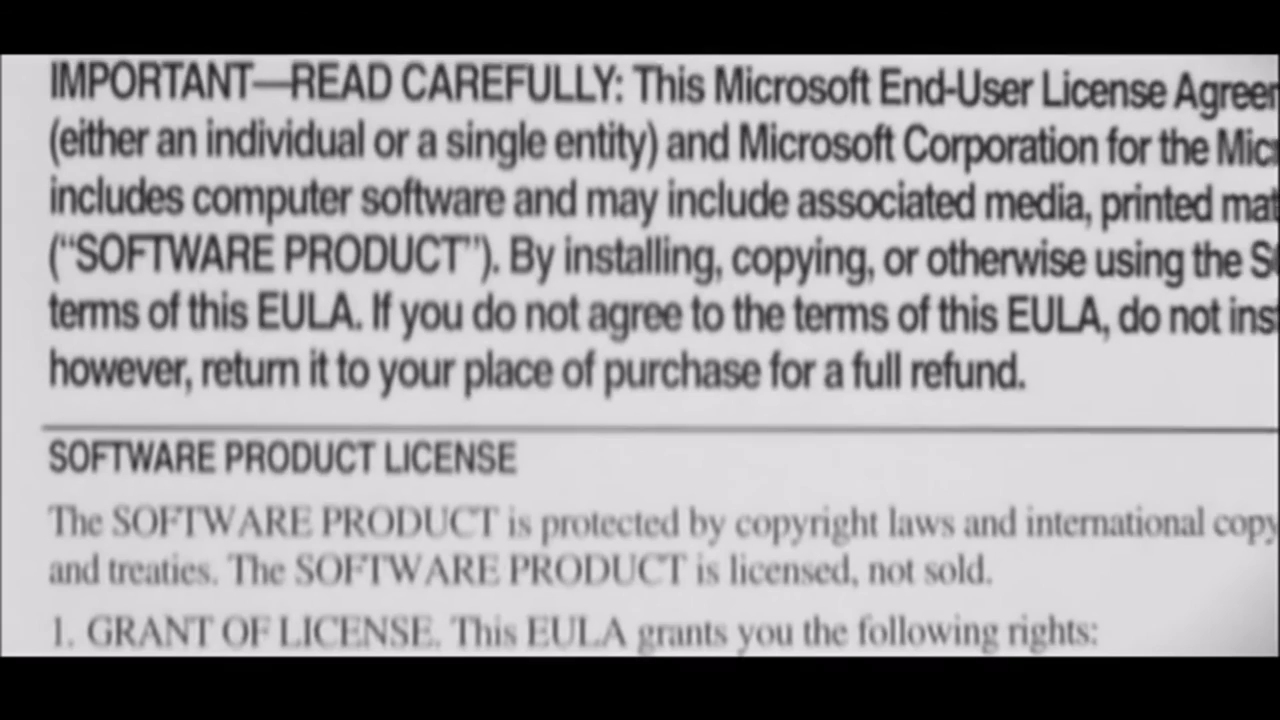 IMPORTANT—READ CAREFULLY: This Microsoft End-User License Agreer
(either an individual or a single entity) and Microsoft Corporation for the Mic
includes computer software and may include associated media, printed mat
(“SOFTWARE PRODUCT”). By installing, copying, or otherwise using the S
terms of this EULA. If you do not agree to the terms of this EULA, do not inst
however, return it to your place of purchase for a full refund.
SOFTWARE PRODUCT LICENSE
The SOFTWARE PRODUCT is protected by copyright laws and international copy
and treaties. The SOFTWARE PRODUCT is licensed, not sold.
1. GRANT OF LICENSE. This EULA grants you the following rights: